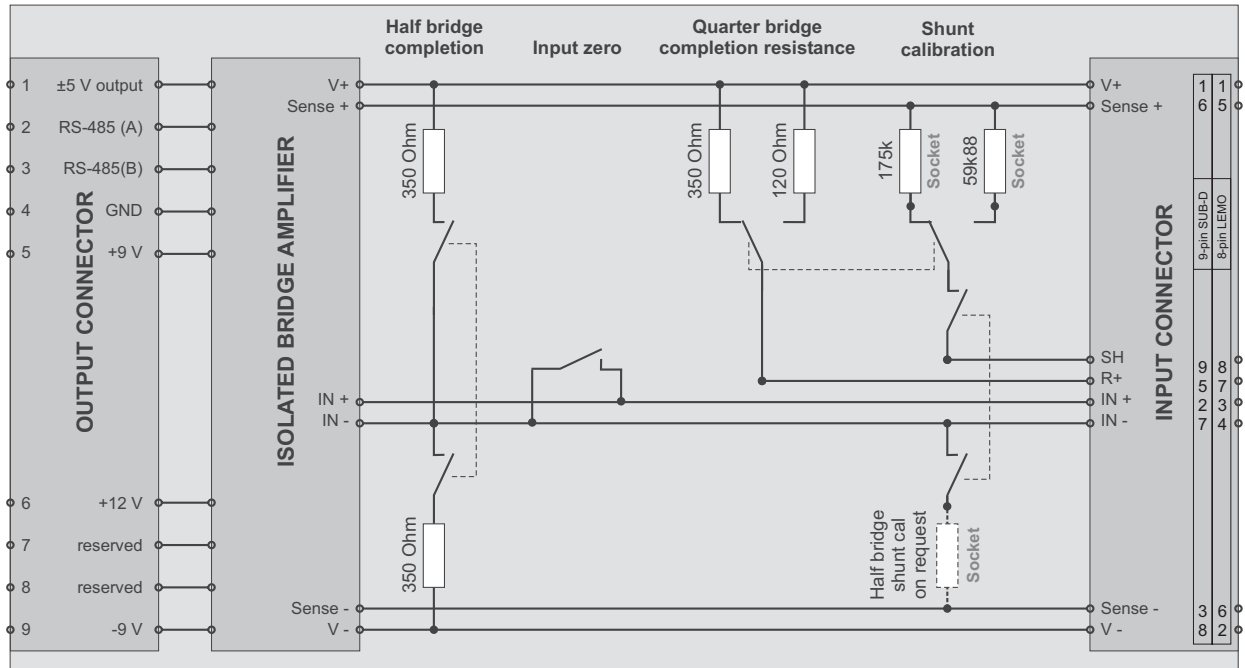 Half bridge
completion
Input zero
Quarter bridge
completion resistance
Shunt
calibration
OUTPUT CONNECTOR
1 ±5 V output
2 RS-485 (A)
3 RS-485(B)
4 GND
5 +9 V
6 +12 V
7 reserved
8 reserved
9 -9 V
ISOLATED BRIDGE AMPLIFIER
V+
Sense +
IN +
IN -
Sense -
V -
350 Ohm
350 Ohm
350 Ohm
120 Ohm
175k
Socket
59k88
Socket
Half bridge
shunt cal
on request
Socket
INPUT CONNECTOR
9-pin SUB-D
8-pin LEMO
V+ 1 1
Sense + 6 5
SH 9 8
R+ 5 7
IN + 2 3
IN - 7 4
Sense - 3 6
V - 8 2